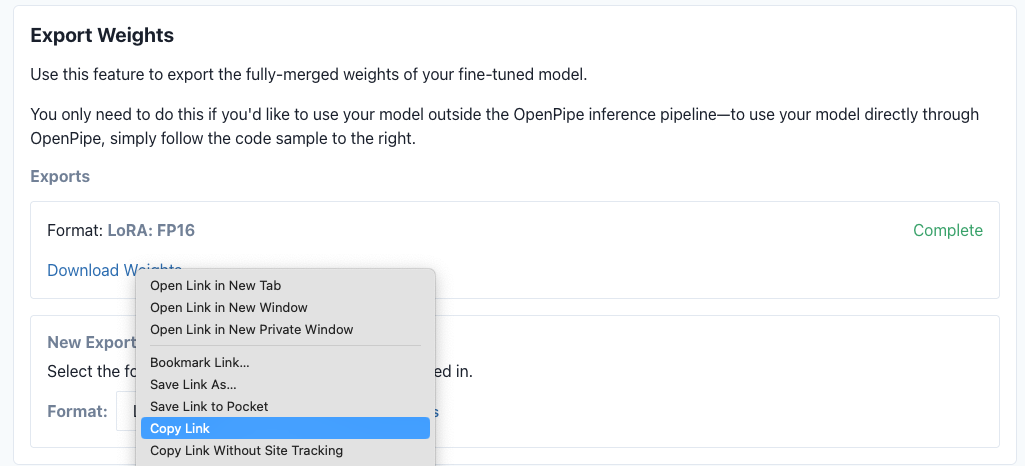 Export Weights
Use this feature to export the fully-merged weights of your fine-tuned model.
You only need to do this if you'd like to use your model outside the OpenPipe inference pipeline—to use your model directly through
OpenPipe, simply follow the code sample to the right.
Exports
Format: LoRA: FP16
Complete
Download Weights
Open Link in New Tab
Open Link in New Window
Open Link in New Private Window
Bookmark Link...
Save Link As...
Save Link to Pocket
Copy Link
Copy Link Without Site Tracking
New Export
Select the ed in.
Format: